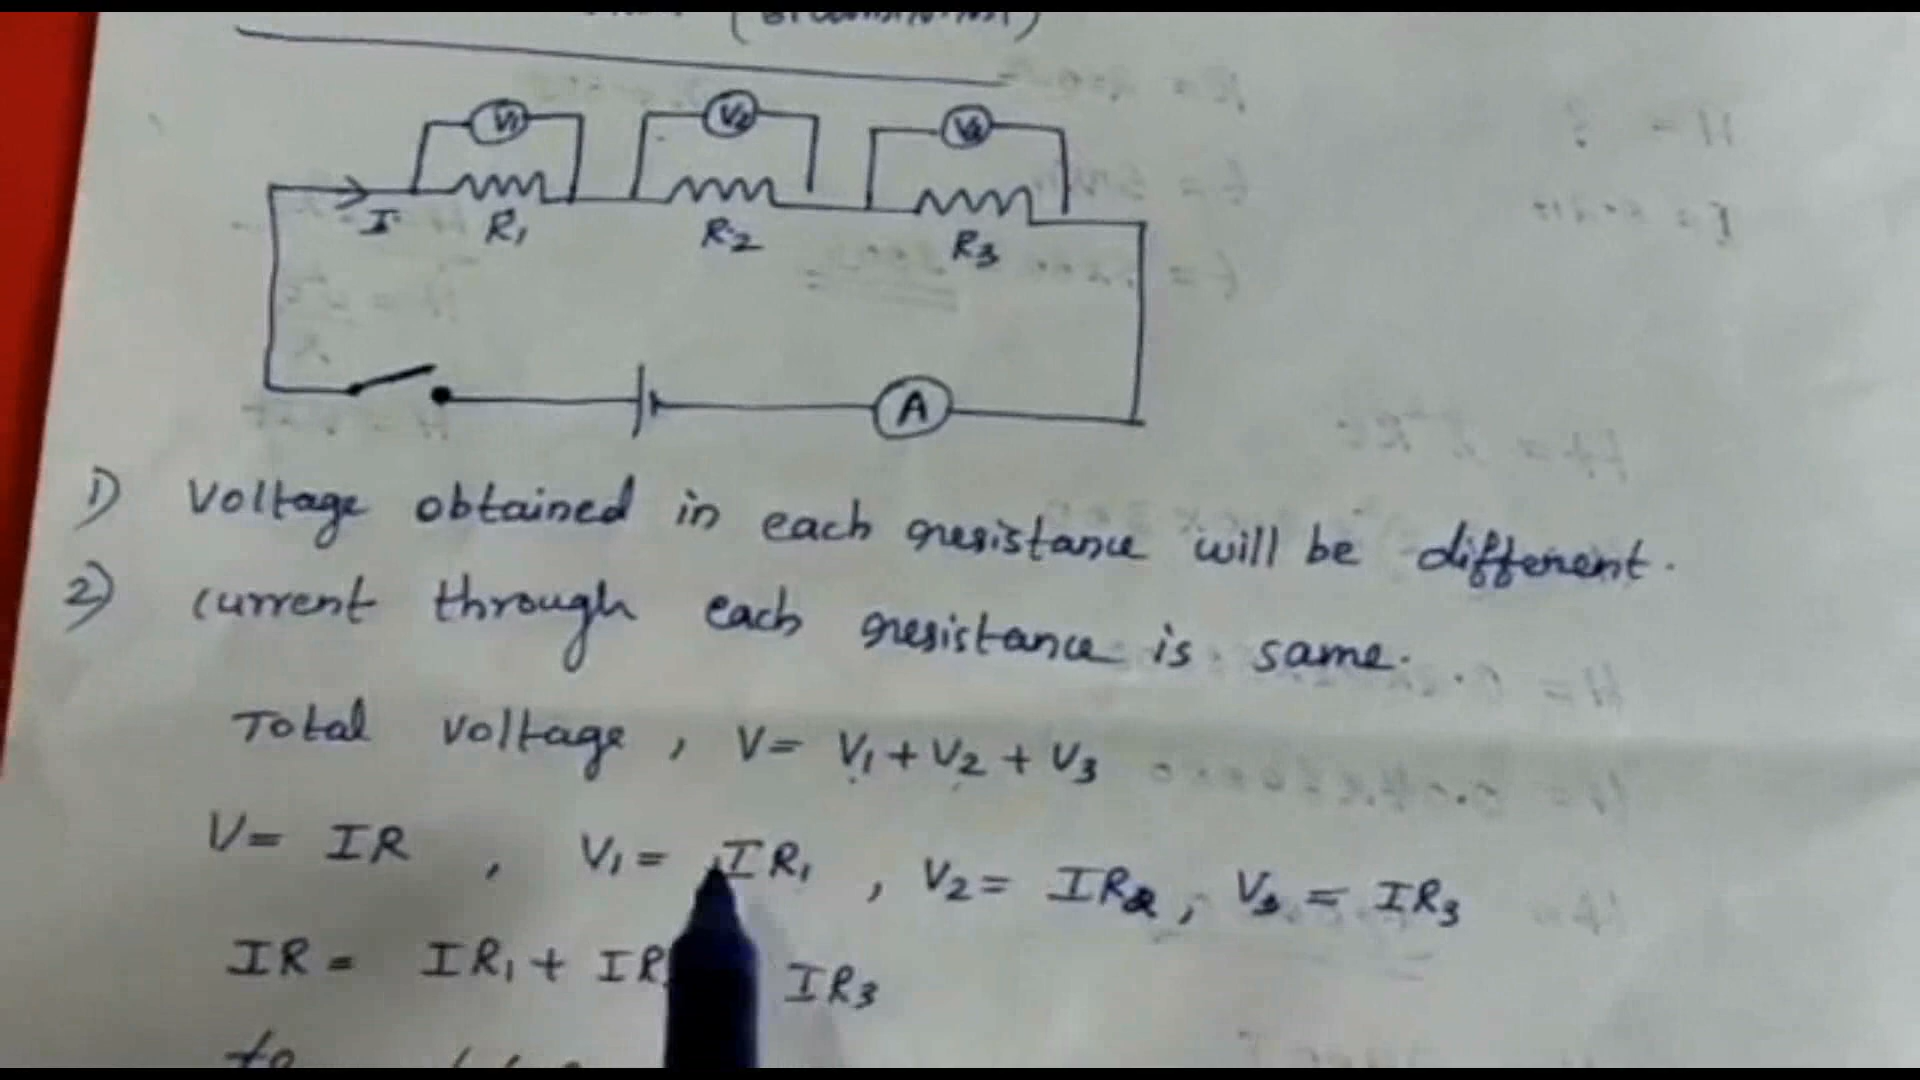 V1 V2 V3
I R1 R2 R3
A
1) Voltage obtained in each resistance will be different.
2) current through each resistance is same.
Total voltage, V = V1 + V2 + V3
V = IR , V1 = IR1 , V2 = IR2 , V3 = IR3
IR = IR1 + IR IR3